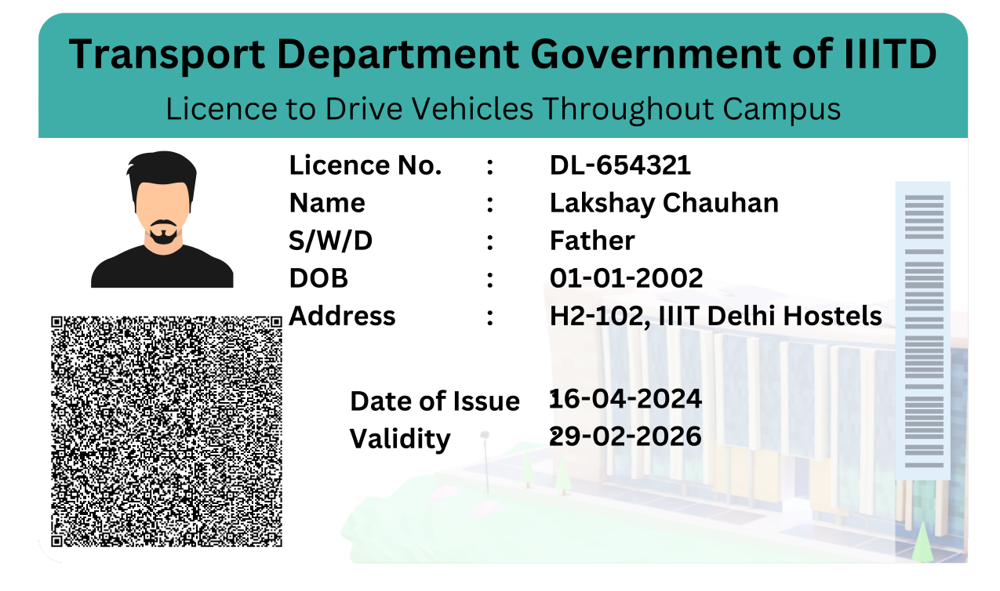 Transport Department Government of IIITD
Licence to Drive Vehicles Throughout Campus
Licence No. : DL-654321
Name : Lakshay Chauhan
S/W/D : Father
DOB : 01-01-2002
Address : H2-102, IIIT Delhi Hostels
Date of Issue : 16-04-2024
Validity : 29-02-2026